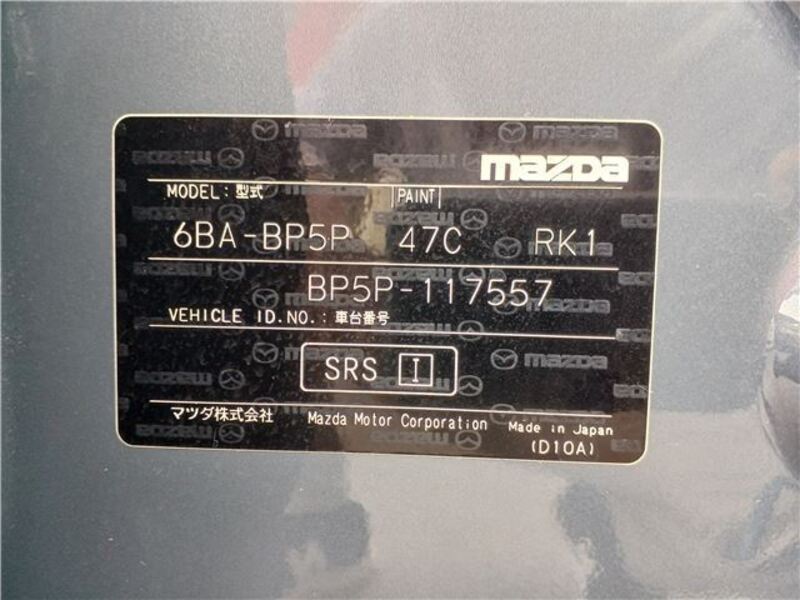 mazda
MODEL: 型式 PAINT
6BA-BP5P 47C RK1
BP5P-117557
VEHICLE ID.NO.: 車台番号
SRS I
マツダ株式会社 Mazda Motor Corporation Made in Japan
(D10A)